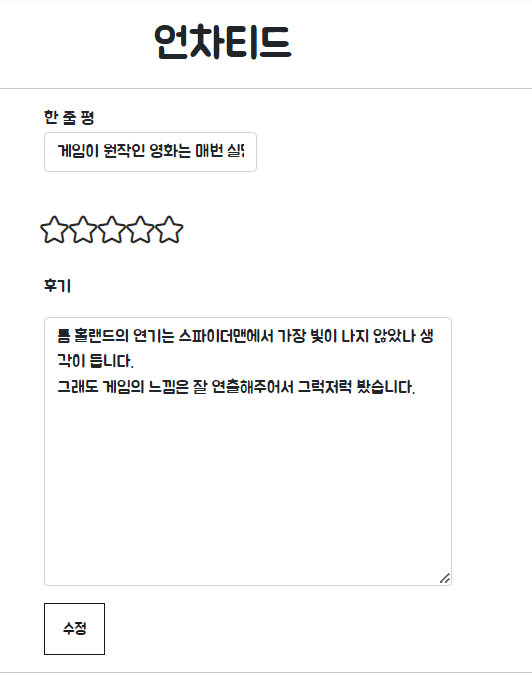 언차티드
한 줄 평
게임이 원작인 영화는 매번
후기
톰 홀랜드의 연기는 스파이더맨에서 가장 빛이 나지 않았나 생
각이 듭니다.
그래도 게임의 느낌은 잘 연출해주어서 그럭저럭 봤습니다.
수정